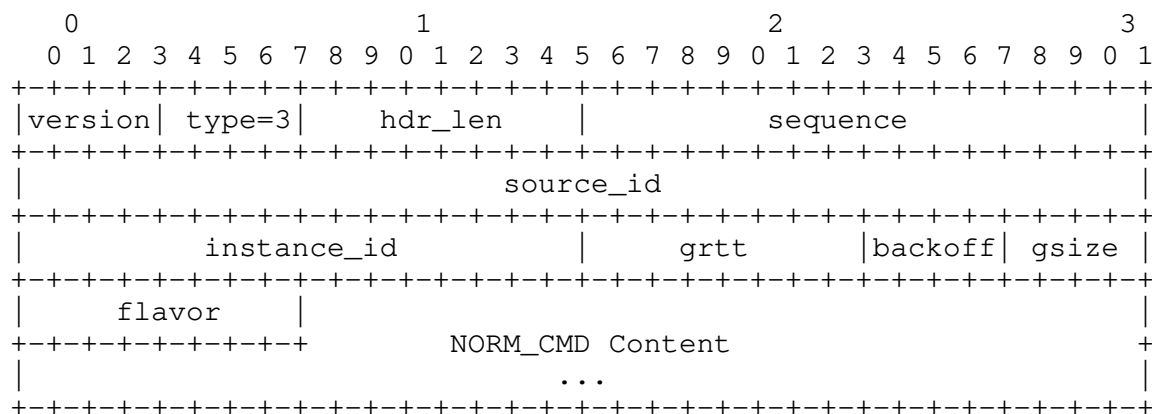 0                   1                   2                   3
 0 1 2 3 4 5 6 7 8 9 0 1 2 3 4 5 6 7 8 9 0 1 2 3 4 5 6 7 8 9 0 1
+-+-+-+-+-+-+-+-+-+-+-+-+-+-+-+-+-+-+-+-+-+-+-+-+-+-+-+-+-+-+-+-+
|version| type=3|    hdr_len    |          sequence             |
+-+-+-+-+-+-+-+-+-+-+-+-+-+-+-+-+-+-+-+-+-+-+-+-+-+-+-+-+-+-+-+-+
|                           source_id                           |
+-+-+-+-+-+-+-+-+-+-+-+-+-+-+-+-+-+-+-+-+-+-+-+-+-+-+-+-+-+-+-+-+
|          instance_id          |     grtt      |backoff| gsize |
+-+-+-+-+-+-+-+-+-+-+-+-+-+-+-+-+-+-+-+-+-+-+-+-+-+-+-+-+-+-+-+-+
|     flavor    |                                               |
+-+-+-+-+-+-+-+-+        NORM_CMD Content                       +
|                              ...                              |
+-+-+-+-+-+-+-+-+-+-+-+-+-+-+-+-+-+-+-+-+-+-+-+-+-+-+-+-+-+-+-+-+